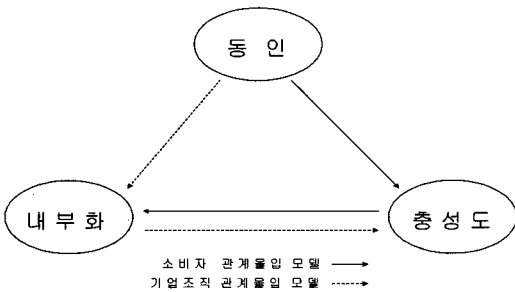 동 인
내 부 화
충 성 도
소비자 관계몰입 모델
기업조직 관계몰입 모델